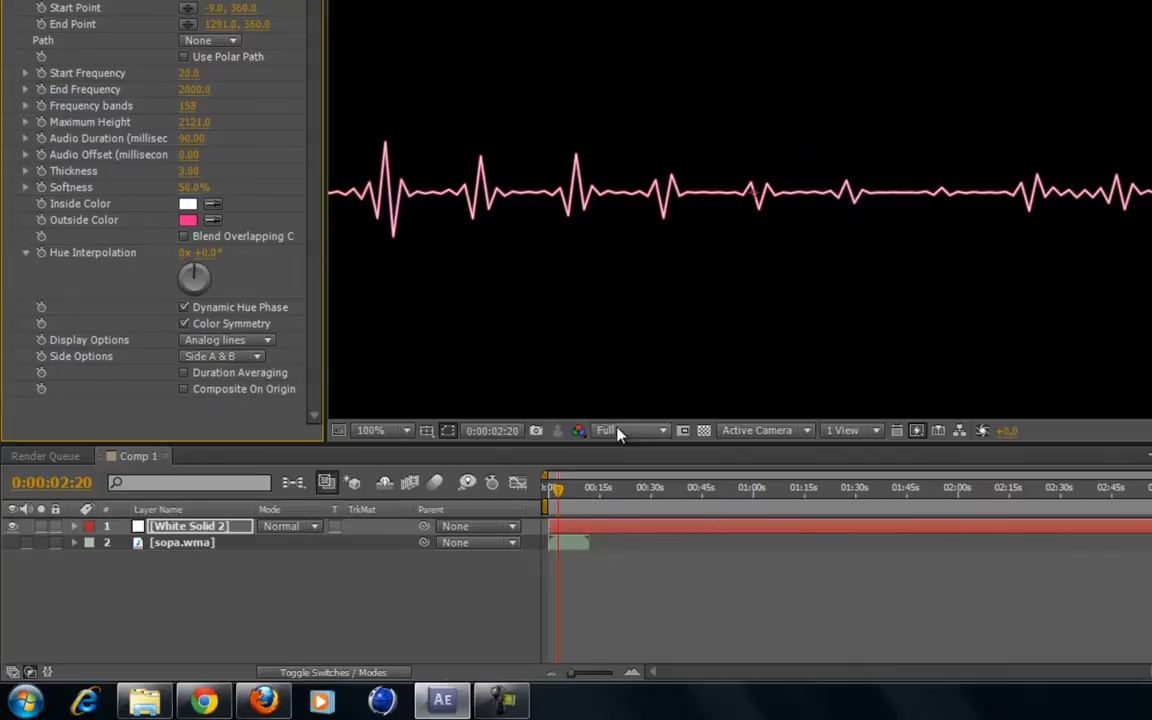 Start Point -9.0, 360.0
End Point 1291.0, 360.0
Path None
Use Polar Path
Start Frequency 20.0
End Frequency 2000.0
Frequency bands 158
Maximum Height 2121.0
Audio Duration (millisec 90.00
Audio Offset (millisecon 0.00
Thickness 3.00
Softness 50.0%
Inside Color
Outside Color
Blend Overlapping C
Hue Interpolation 0x +0.0°
Dynamic Hue Phase
Color Symmetry
Display Options Analog lines
Side Options Side A & B
Duration Averaging
Composite On Origin
100% 0:00:02:20 Full Active Camera 1 View +0.0
Render Queue Comp 1
0:00:02:20
00:15s 00:30s 00:45s 01:00s 01:15s 01:30s 01:45s 02:00s 02:15s 02:30s 02:45s
# Layer Name Mode T TrkMat Parent
1 [White Solid 2] Normal None
2 [sopa.wma] None
Toggle Switches / Modes
Ae